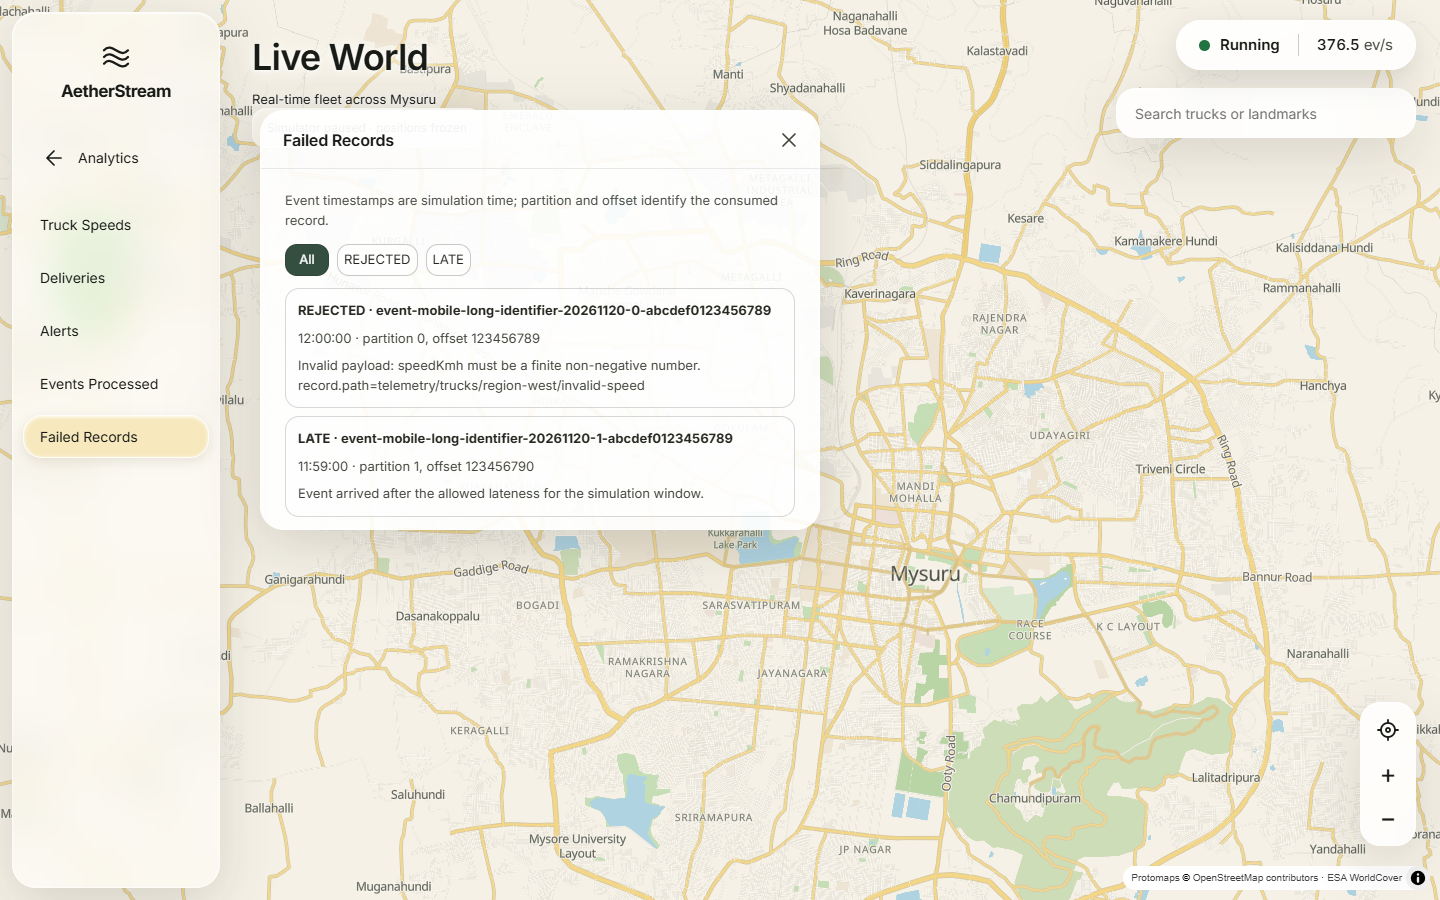 AetherStream
Analytics
Truck Speeds
Deliveries
Alerts
Events Processed
Failed Records
Live World
Real-time fleet across Mysuru
Simulator paused · positions frozen
Running
376.5 ev/s
Search trucks or landmarks
Failed Records
Event timestamps are simulation time; partition and offset identify the consumed
record.
All
REJECTED
LATE
REJECTED · event-mobile-long-identifier-20261120-0-abcdef0123456789
12:00:00 · partition 0, offset 123456789
Invalid payload: speedKmh must be a finite non-negative number.
record.path=telemetry/trucks/region-west/invalid-speed
LATE · event-mobile-long-identifier-20261120-1-abcdef0123456789
11:59:00 · partition 1, offset 123456790
Event arrived after the allowed lateness for the simulation window.
Naganahalli
Hosa Badavane
Kalastavadi
Manti
Shyadanahalli
Siddalingapura
METAGALLI
INDUSTRIAL
Kesare
Kamanakere Hundi
Kalisiddana Hundi
Ring Road
METAGALLI
Kaverinagara
Rammanahalli
RAJENDRA
NAGAR
Hanchya
UDAYAGIRI
Ring Road
Triveni Circle
MANDI
MOHALLA
Kukkarahalli
Lake Park
Gaddige Road
Ganigarahundi
Mysuru
Bannur Road
BOGADI
SARASVATIPURAM
Dasanakoppalu
RACE
COURSE
K C LAYOUT
Naranahalli
RAMAKRISHNA
NAGARA
JAYANAGARA
KERAGALLI
Ooty Road
Lalitadripura
Saluhundi
Ballahalli
Chamundipuram
SRIRAMAPURA
Mysore University
Layout
JP NAGAR
Yandahalli
Muganahundi
Protomaps © OpenStreetMap contributors · ESA WorldCover